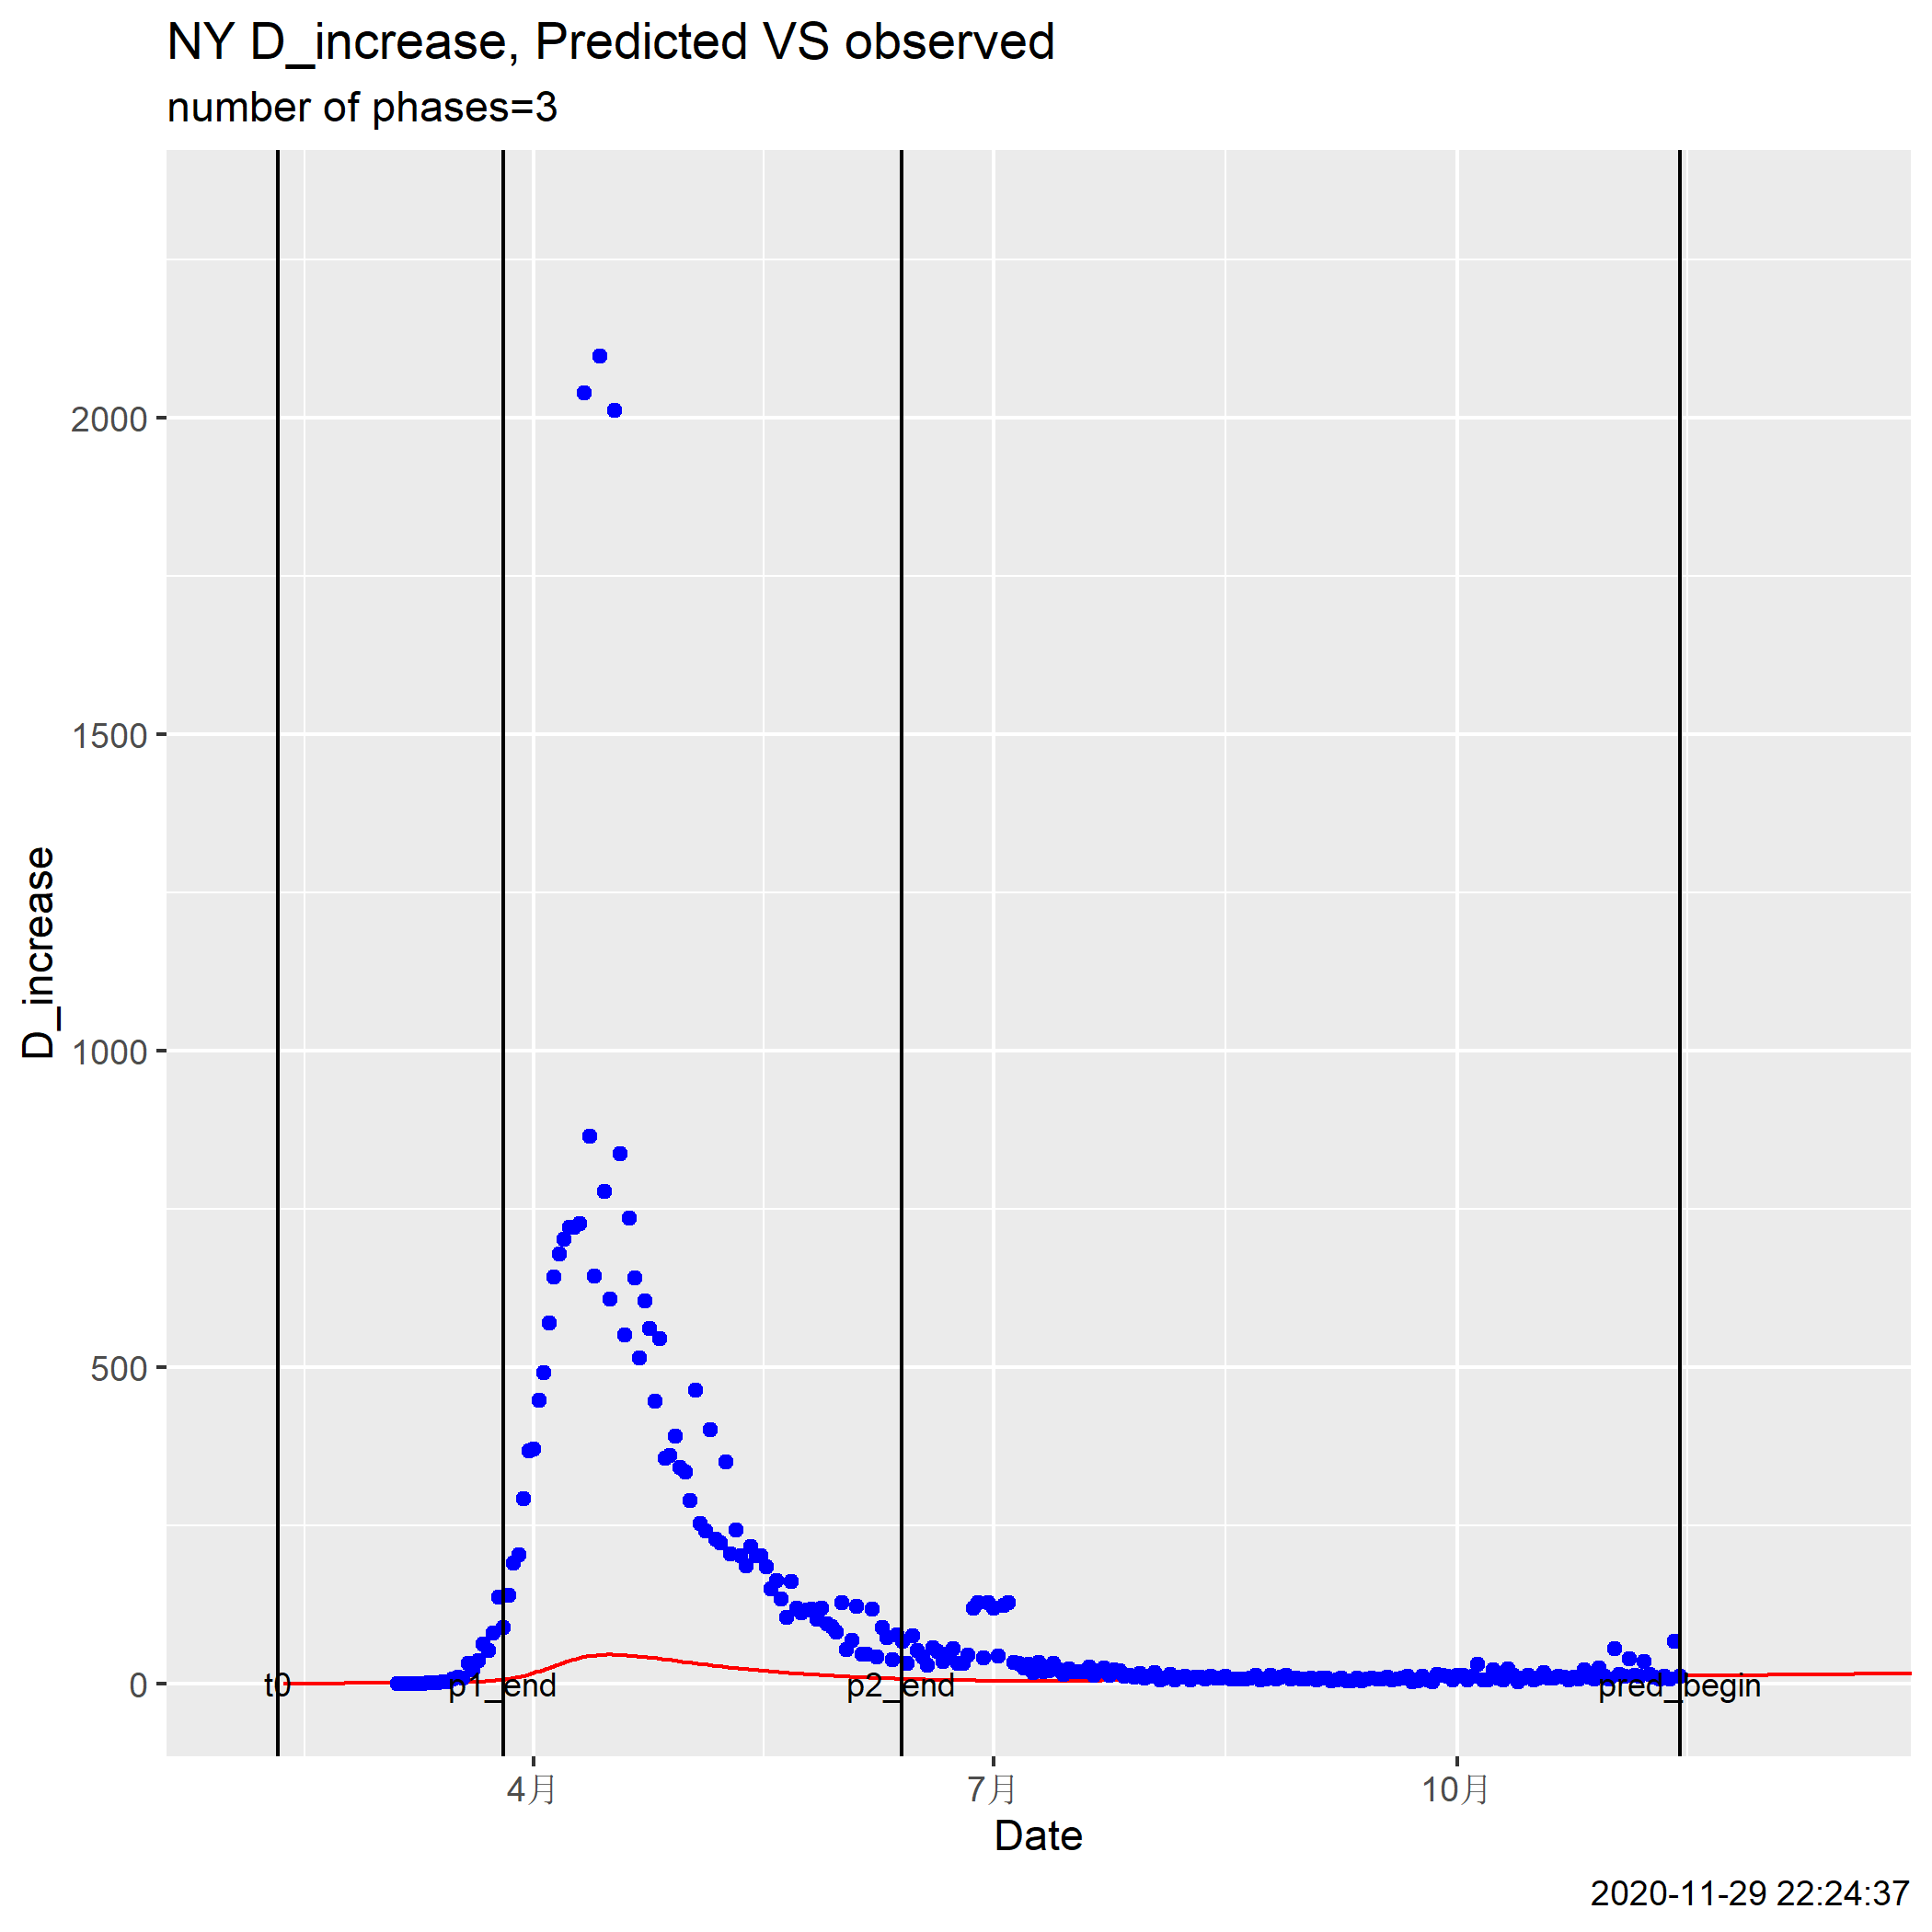 NY D_increase, Predicted VS observed
number of phases=3
D_increase
2000
1500
1000
500
0
t0
p1_end
p2_end
pred_begin
4月
7月
10月
Date
2020-11-29 22:24:37